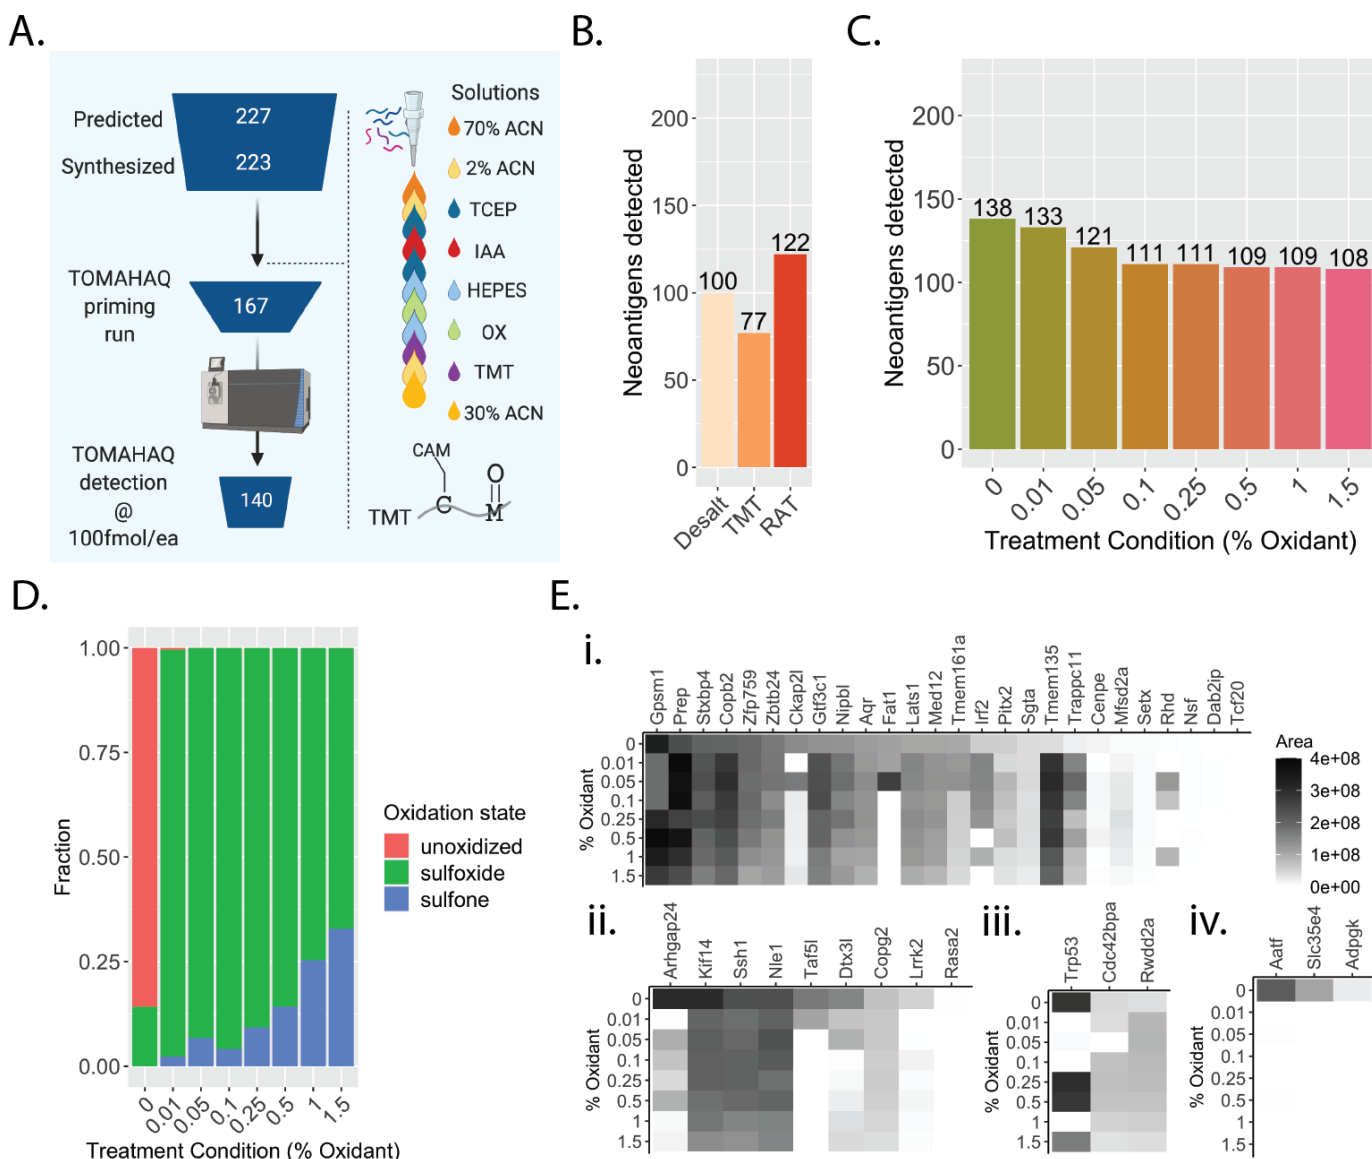 A.
Predicted
227
Synthesized
223
TOMAHAQ
priming
run
167
TOMAHAQ
detection
@
100fmol/ea
140
Solutions
70% ACN
2% ACN
TCEP
IAA
HEPES
OX
TMT
30% ACN
CAM
O
TMT
C
M
B.
Neoantigens detected
200
150
100
50
0
100
77
122
Desalt
TMT
RAT
C.
Neoantigens detected
200
150
100
50
0
138
133
121
111
111
109
109
108
0
0.01
0.05
0.1
0.25
0.5
1
1.5
Treatment Condition (% Oxidant)
D.
Fraction
1.00
0.75
0.50
0.25
0.00
0
0.01
0.05
0.1
0.25
0.5
1
1.5
Treatment Condition (% Oxidant)
Oxidation state
unoxidized
sulfoxide
sulfone
E.
i.
Gpsm1
Prep
Stxbp4
Copb2
Zfp759
Zbtb24
Ckap2l
Gtf3c1
Nipbl
Aqr
Fat1
Lats1
Med12
Tmem161a
Irf2
Pitx2
Sgta
Tmem135
Trappc11
Cenpe
Mfsd2a
Setx
Rhd
Nsf
Dab2ip
Tcf20
% Oxidant
0
0.01
0.05
0.1
0.25
0.5
1
1.5
Area
4e+08
3e+08
2e+08
1e+08
0e+00
ii.
Arhgap24
Kif14
Ssh1
Nle1
Taf5l
Dtx3l
Copg2
Lrrk2
Rasa2
% Oxidant
0
0.01
0.05
0.1
0.25
0.5
1
1.5
iii.
Trp53
Cdc42bpa
Rwdd2a
% Oxidant
0
0.01
0.05
0.1
0.25
0.5
1
1.5
iv.
Aatf
Slc35e4
Adpgk
% Oxidant
0
0.01
0.05
0.1
0.25
0.5
1
1.5